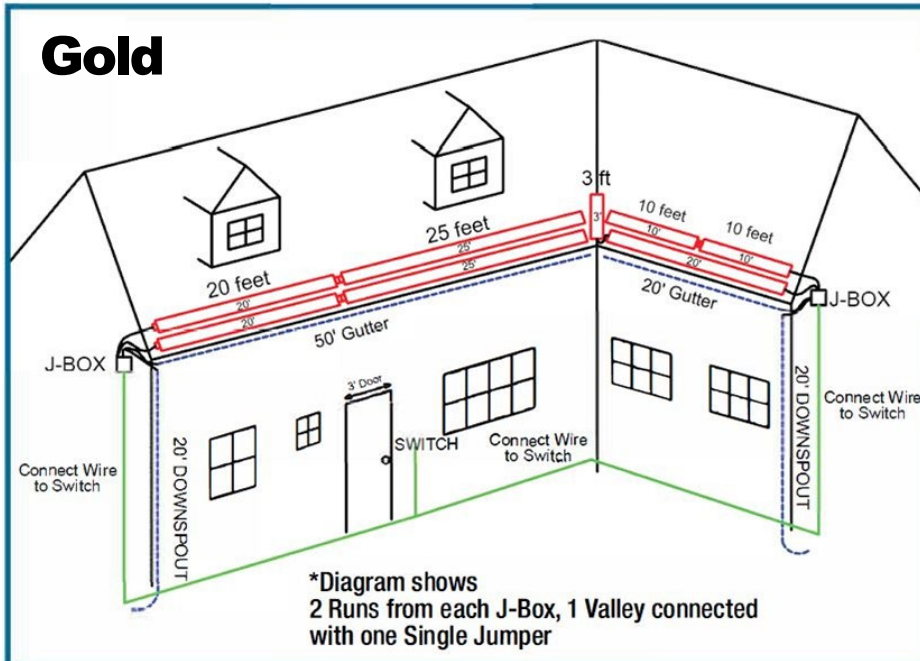 Gold
3 ft
3'
10 feet
10'
10 feet
10'
20'
25 feet
25'
25'
20 feet
20'
20'
50' Gutter
20' Gutter
J-BOX
J-BOX
3' Door
SWITCH
Connect Wire
to Switch
Connect Wire
to Switch
Connect Wire
to Switch
20' DOWNSPOUT
20' DOWNSPOUT
*Diagram shows
2 Runs from each J-Box, 1 Valley connected
with one Single Jumper